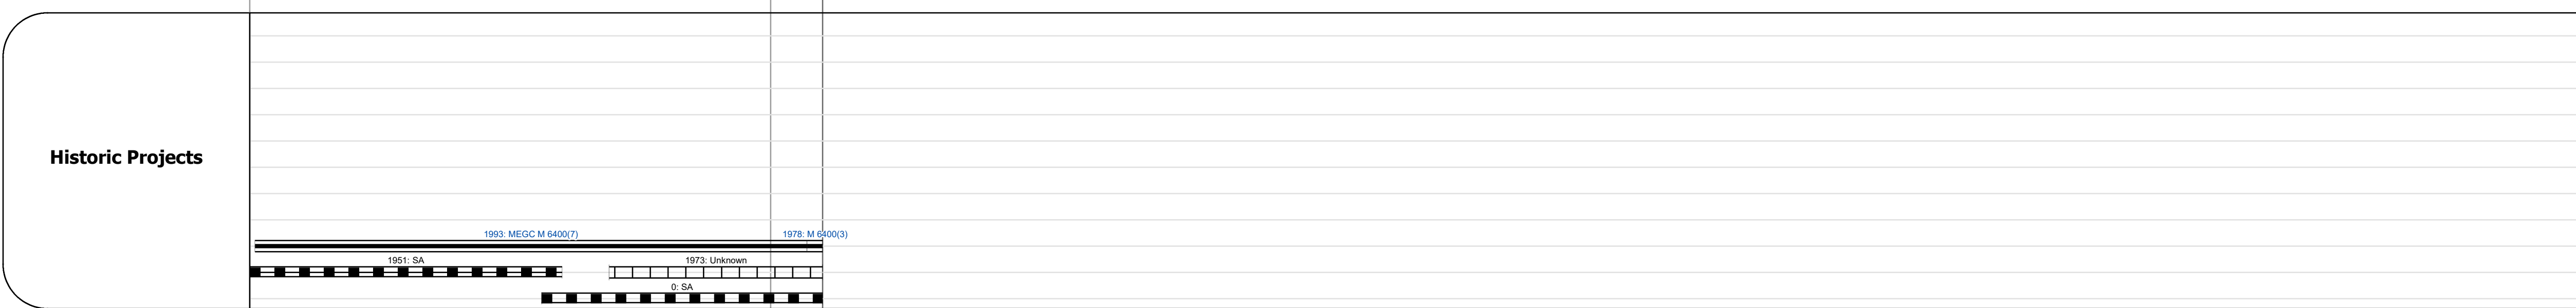 Historic Projects
1993: MEGC M 6400(7)
1978: M 6400(3)
1951: SA
1973: Unknown
0: SA